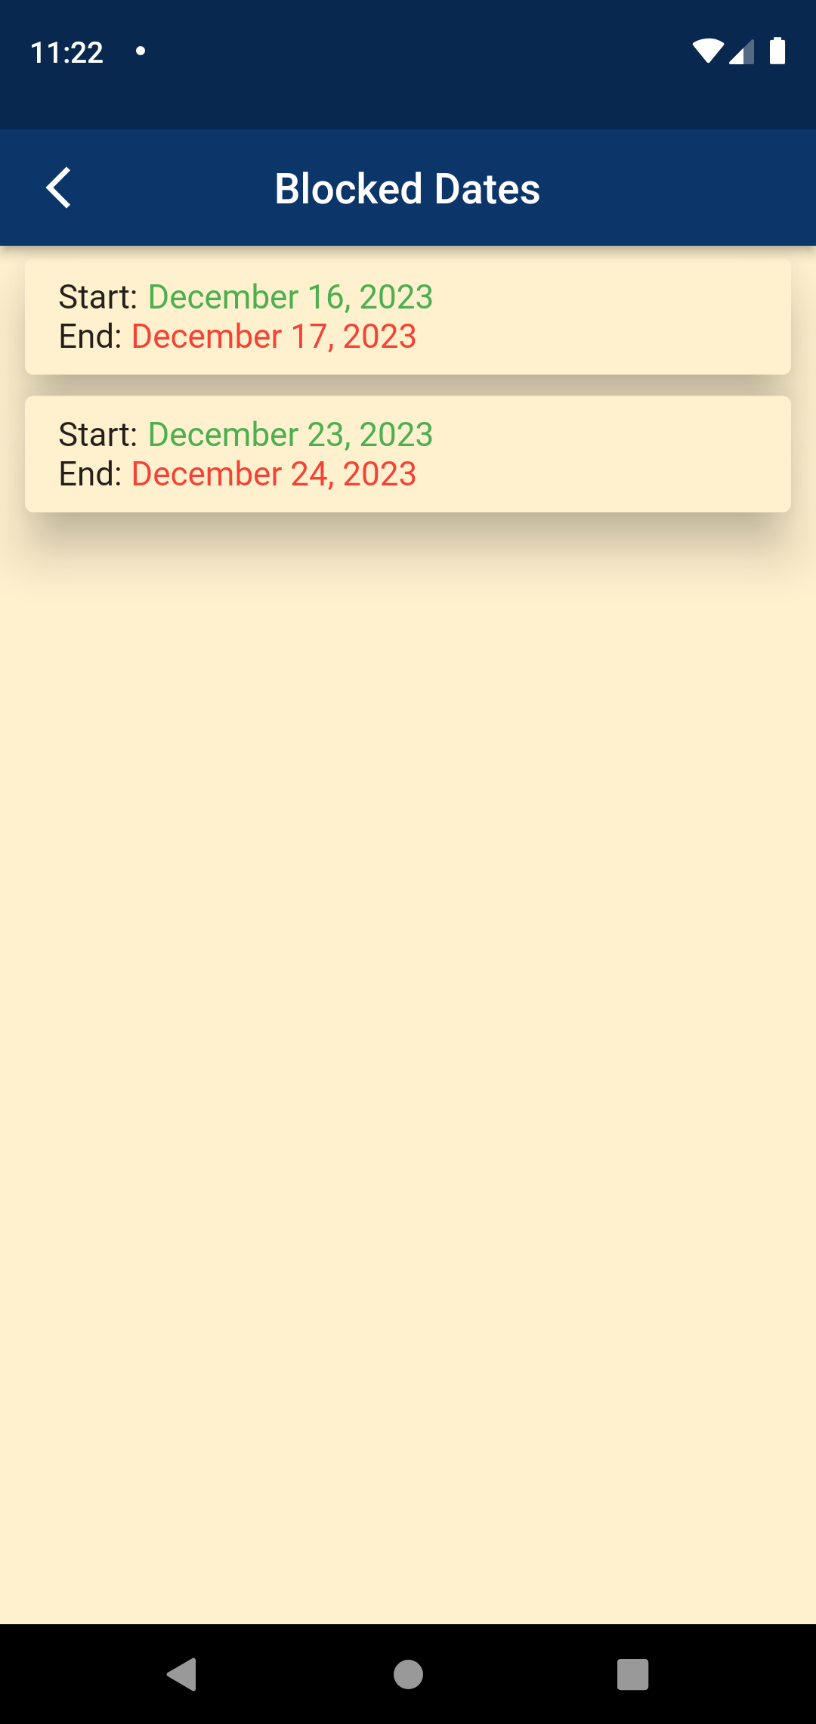 11:22
Blocked Dates
Start: December 16, 2023
End: December 17, 2023
Start: December 23, 2023
End: December 24, 2023